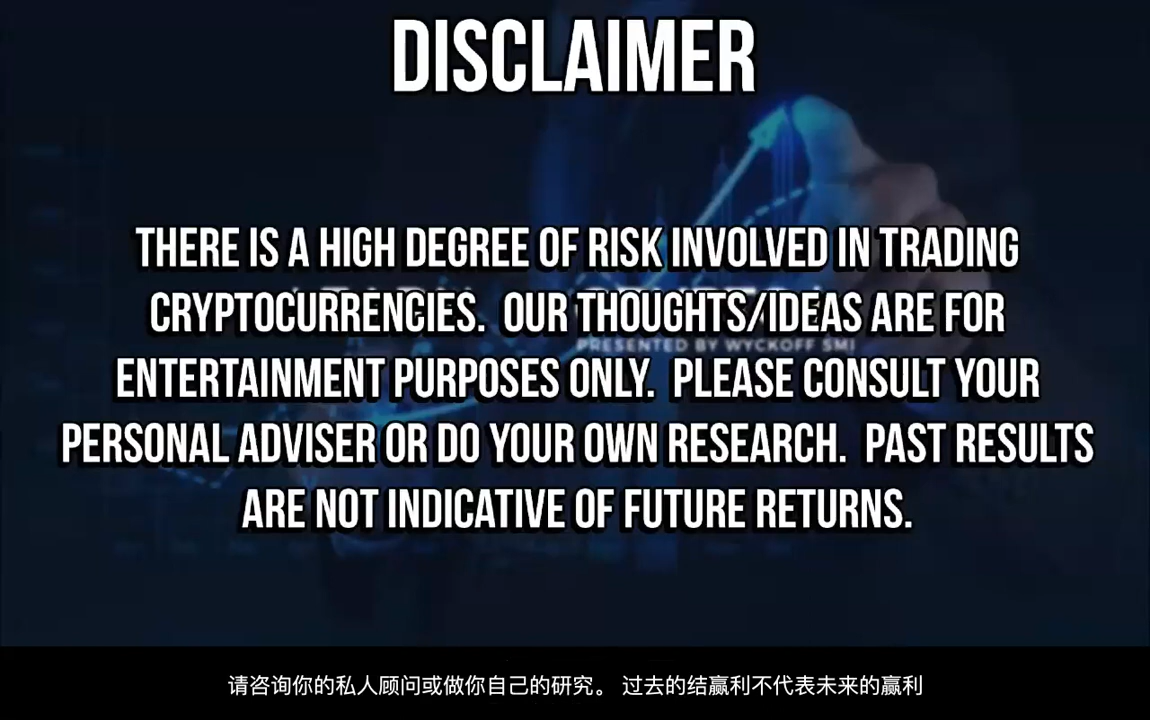 DISCLAIMER
THERE IS A HIGH DEGREE OF RISK INVOLVED IN TRADING
CRYPTOCURRENCIES. OUR THOUGHTS/IDEAS ARE FOR
PRESENTED BY WYCKOFF SMI
ENTERTAINMENT PURPOSES ONLY. PLEASE CONSULT YOUR
PERSONAL ADVISER OR DO YOUR OWN RESEARCH. PAST RESULTS
ARE NOT INDICATIVE OF FUTURE RETURNS.
请咨询你的私人顾问或做你自己的研究。 过去的结赢利不代表未来的赢利